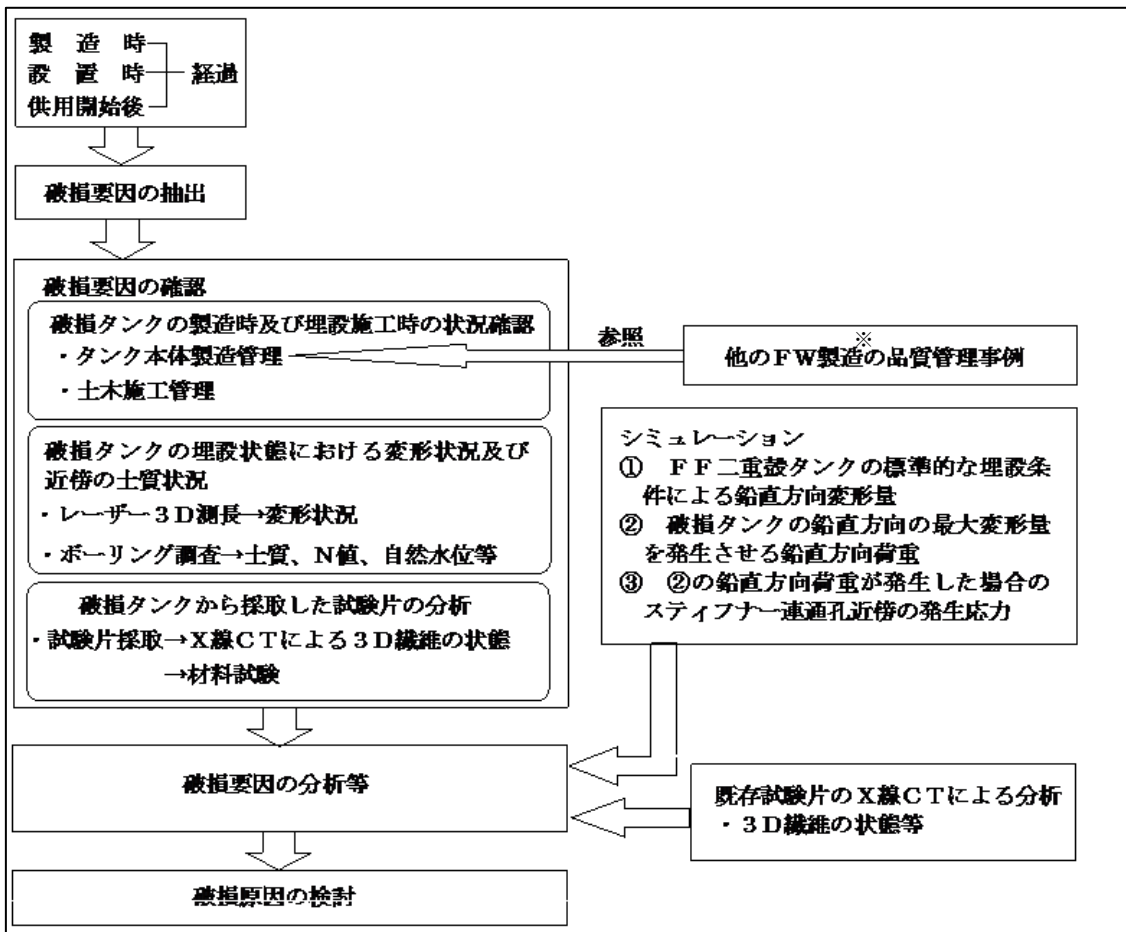 製造時
設置時
経過
供用開始後
破損要因の抽出
破損要因の確認
破損タンクの製造時及び埋設施工時の状況確認
・タンク本体製造管理
・土木施工管理
参照
※
他のFW製造の品質管理事例
破損タンクの埋設状態における変形状況及び
近傍の土質状況
・レーザー3D測長→変形状況
・ボーリング調査→土質、N値、自然水位等
破損タンクから採取した試験片の分析
・試験片採取→X線CTによる3D繊維の状態
→材料試験
シミュレーション
① FF二重殻タンクの標準的な埋設条
件による鉛直方向変形量
② 破損タンクの鉛直方向の最大変形量
を発生させる鉛直方向荷重
③ ②の鉛直方向荷重が発生した場合の
スティフナー連通孔近傍の発生応力
破損要因の分析等
既存試験片のX線CTによる分析
・3D繊維の状態等
破損原因の検討